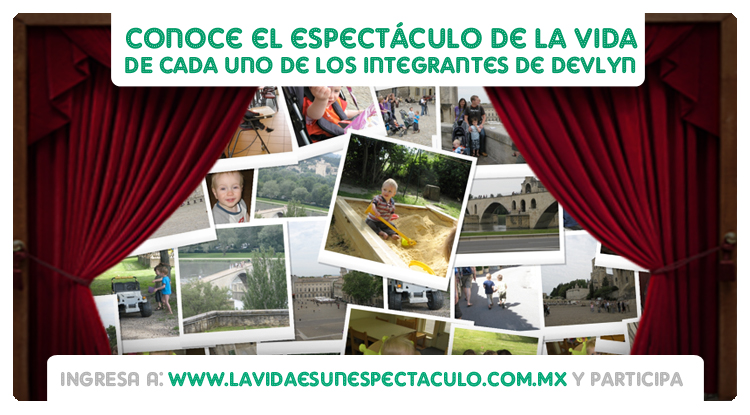 CONOCE EL ESPECTÁCULO DE LA VIDA
DE CADA UNO DE LOS INTEGRANTES DE DEVLYN
INGRESA A: WWW.LAVIDAESUNESPECTACULO.COM.MX Y PARTICIPA